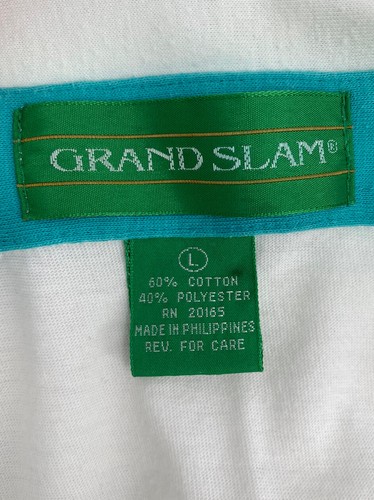 GRAND SLAM®
L
60% COTTON
40% POLYESTER
RN 20165
MADE IN PHILIPPINES
REV. FOR CARE